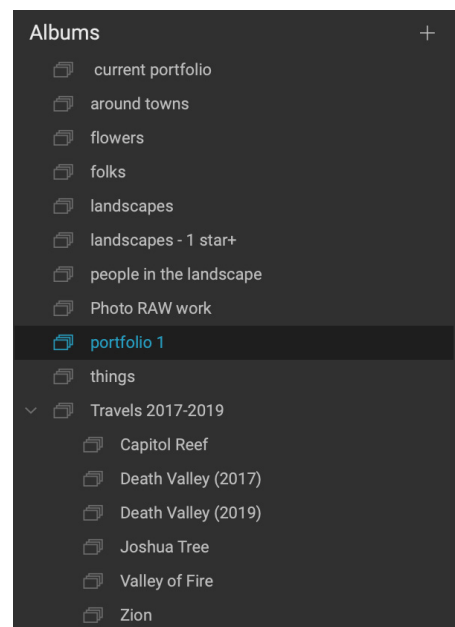 Albums +
current portfolio
around towns
flowers
folks
landscapes
landscapes - 1 star+
people in the landscape
Photo RAW work
portfolio 1
things
Travels 2017-2019
Capitol Reef
Death Valley (2017)
Death Valley (2019)
Joshua Tree
Valley of Fire
Zion